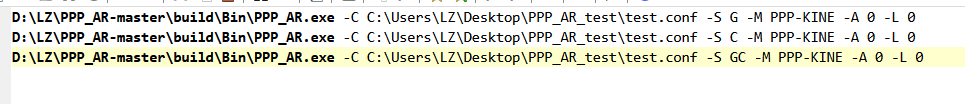 D:\LZ\PPP_AR-master\build\Bin\PPP_AR.exe -C C:\Users\LZ\Desktop\PPP_AR_test\test.conf -S G -M PPP-KINE -A 0 -L 0
D:\LZ\PPP_AR-master\build\Bin\PPP_AR.exe -C C:\Users\LZ\Desktop\PPP_AR_test\test.conf -S C -M PPP-KINE -A 0 -L 0
D:\LZ\PPP_AR-master\build\Bin\PPP_AR.exe -C C:\Users\LZ\Desktop\PPP_AR_test\test.conf -S GC -M PPP-KINE -A 0 -L 0